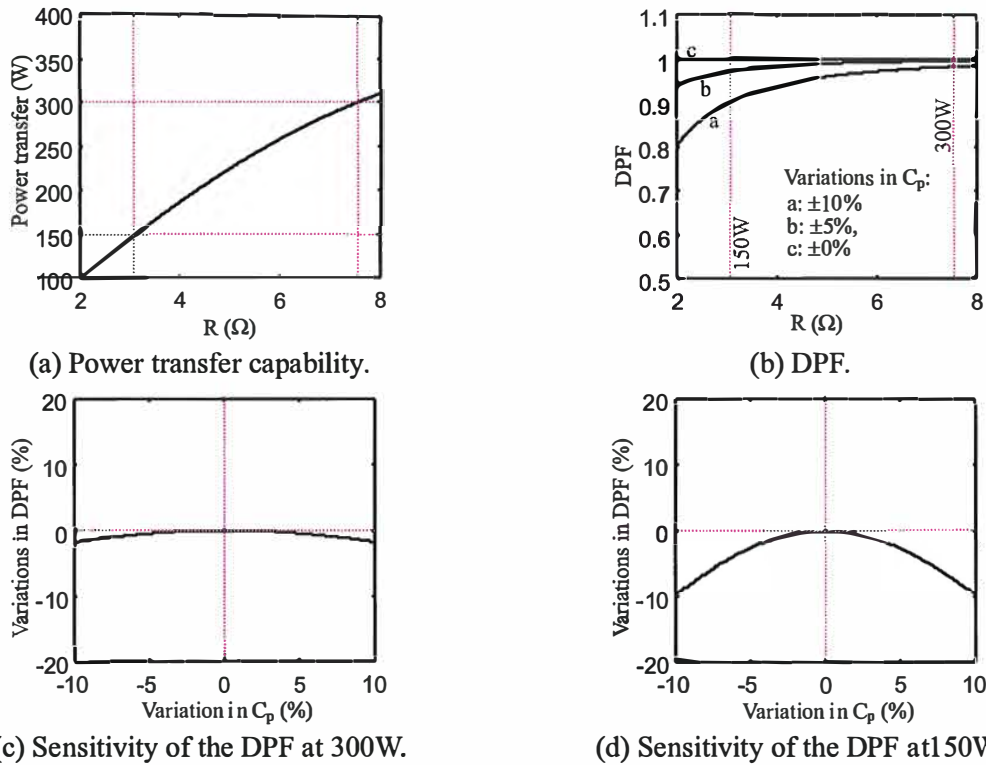 400
350
300
250
200
150
100
Power transfer (W)
2 4 6 8
R (Ω)
(a) Power transfer capability.
1.1
1
0.9
0.8
0.7
0.6
0.5
DPF
c
b
a
Variations in Cp:
a: ±10%
b: ±5%,
c: ±0%
150W
300W
2 4 6 8
R (Ω)
(b) DPF.
20
10
0
-10
-20
Variations in DPF (%)
-10 -5 0 5 10
Variation in Cp (%)
(c) Sensitivity of the DPF at 300W.
20
10
0
-10
-20
Variations in DPF (%)
-10 -5 0 5 10
Variation in Cp (%)
(d) Sensitivity of the DPF at150W